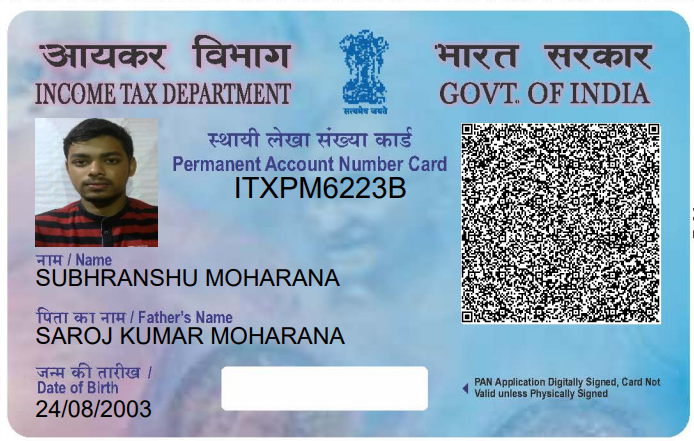 आयकर विभाग
INCOME TAX DEPARTMENT
सत्यमेव जयते
भारत सरकार
GOVT. OF INDIA
स्थायी लेखा संख्या कार्ड
Permanent Account Number Card
ITXPM6223B
नाम / Name
SUBHRANSHU MOHARANA
पिता का नाम / Father's Name
SAROJ KUMAR MOHARANA
जन्म की तारीख /
Date of Birth
24/08/2003
PAN Application Digitally Signed, Card Not
Valid unless Physically Signed